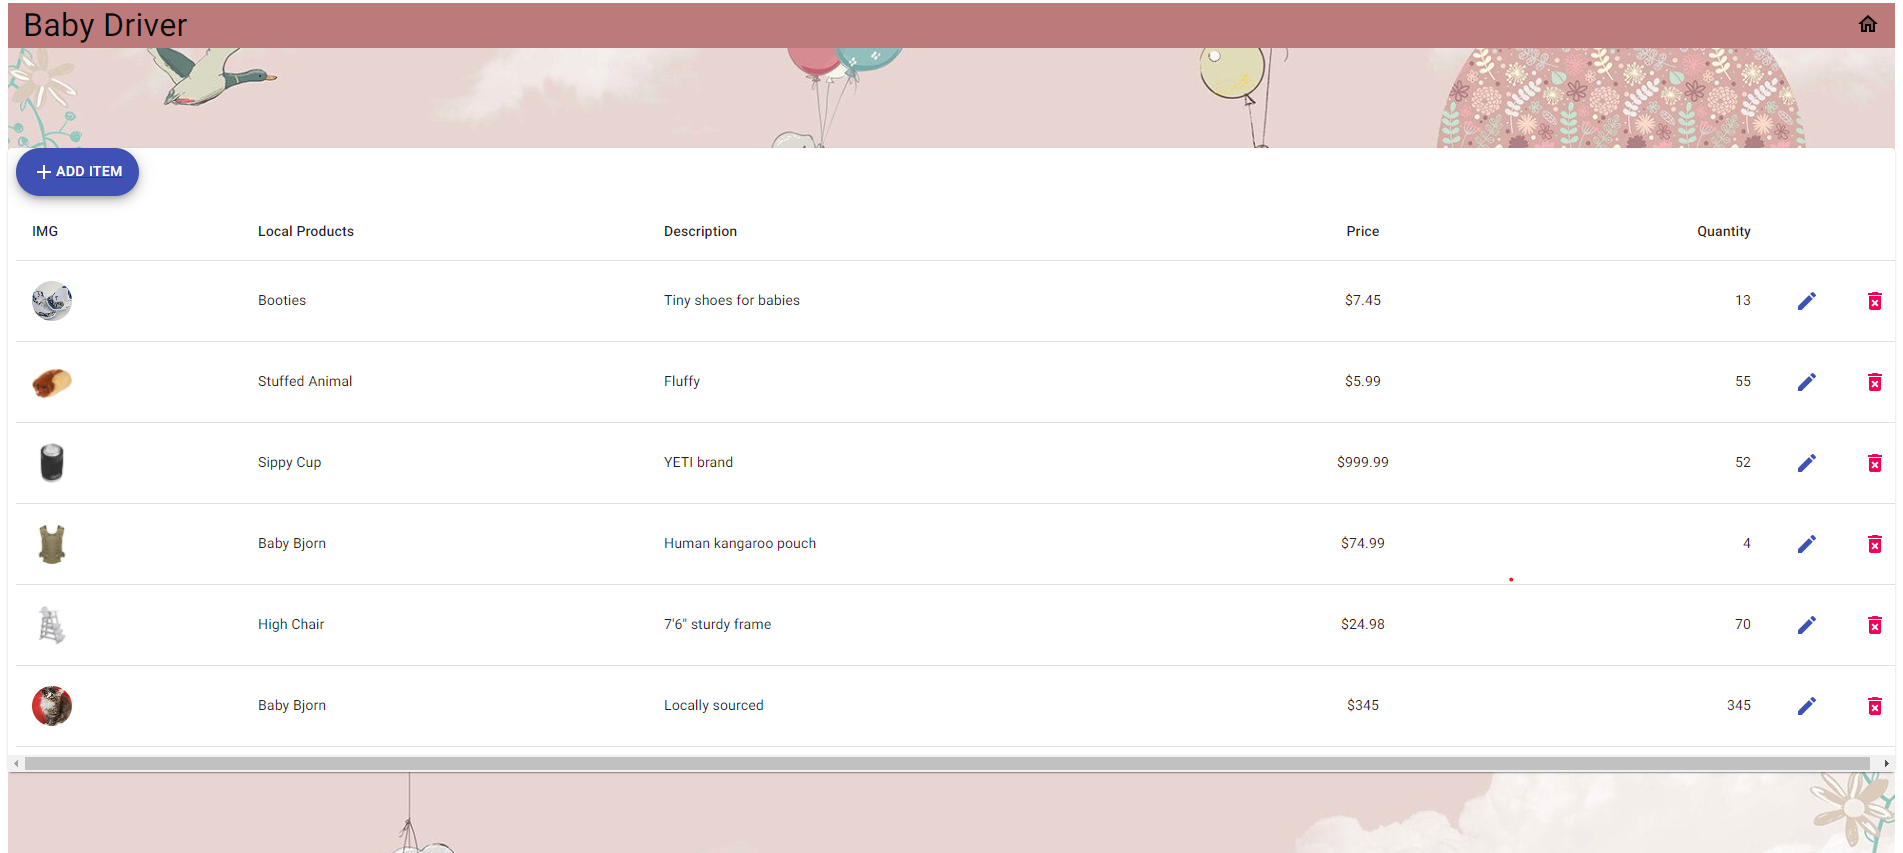 Baby Driver
ADD ITEM
IMG Local Products Description Price Quantity
Booties Tiny shoes for babies $7.45 13
Stuffed Animal Fluffy $5.99 55
Sippy Cup YETI brand $999.99 52
Baby Bjorn Human kangaroo pouch $74.99 4
High Chair 7'6" sturdy frame $24.98 70
Baby Bjorn Locally sourced $345 345